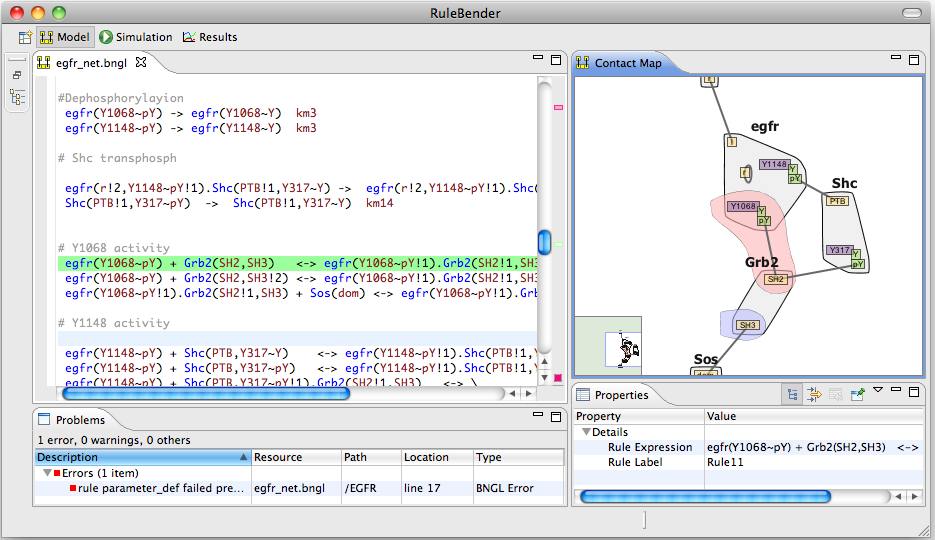 RuleBender
Model Simulation Results
egfr_net.bngl
#Dephosphorylayion
egfr(Y1068~pY) -> egfr(Y1068~Y) km3
egfr(Y1148~pY) -> egfr(Y1148~Y) km3
# Shc transphosph
egfr(r!2,Y1148~pY!1).Shc(PTB!1,Y317~Y) -> egfr(r!2,Y1148~pY!1).Shc(
Shc(PTB!1,Y317~pY) -> Shc(PTB!1,Y317~Y) km14
# Y1068 activity
egfr(Y1068~pY) + Grb2(SH2,SH3) <-> egfr(Y1068~pY!1).Grb2(SH2!1,SH3
egfr(Y1068~pY) + Grb2(SH2,SH3!2) <-> egfr(Y1068~pY!1).Grb2(SH2!1,SH3
egfr(Y1068~pY!1).Grb2(SH2!1,SH3) + Sos(dom) <-> egfr(Y1068~pY!1).Grb
# Y1148 activity
egfr(Y1148~pY) + Shc(PTB,Y317~Y) <-> egfr(Y1148~pY!1).Shc(PTB!1,Y
egfr(Y1148~pY) + Shc(PTB,Y317~pY) <-> egfr(Y1148~pY!1).Shc(PTB!1,Y
egfr(Y1148~pY) + Shc(PTB,Y317~pY!1).Grb2(SH2!1,SH3) <-> \
Contact Map
egfr
Y1148
Y
pY
r
Shc
PTB
Y1068
Y
pY
Y317
Y
pY
Grb2
SH2
SH3
Sos
dom
Problems
1 error, 0 warnings, 0 others
Description Resource Path Location Type
Errors (1 item)
rule parameter_def failed pre... egfr_net.bngl /EGFR line 17 BNGL Error
Properties
Property Value
Details
Rule Expression egfr(Y1068~pY) + Grb2(SH2,SH3) <->
Rule Label Rule11